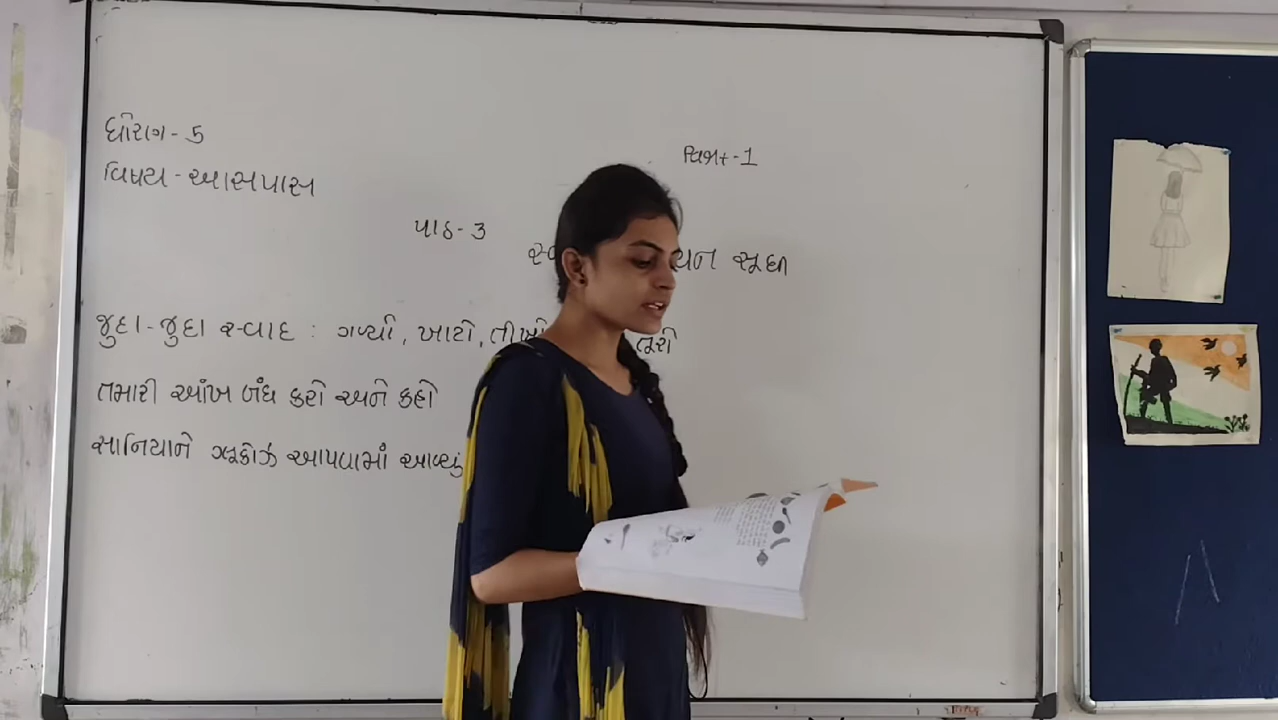 ધોરણ - 5
વિભાગ - 1
વિષય - આસપાસ
પાઠ - 3
સૂધી
જુદા - જુદા સ્વાદ : ગળ્યો, ખાટો, તીખો તૂરો
તમારી આંખ બંધ કરો અને કહો
સાનિયાને ગ્લૂકોઝ આપવામાં આવ્યું